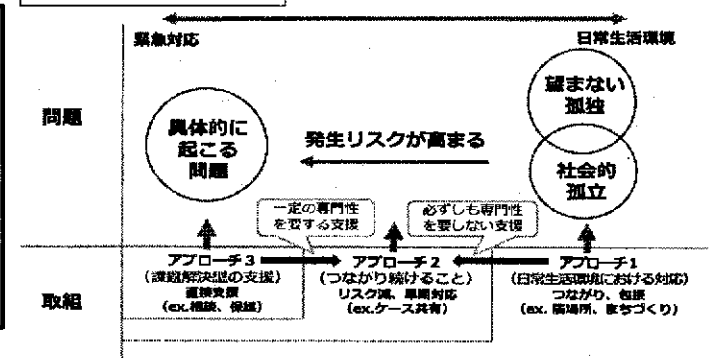 緊急対応
日常生活環境
問題
具体的に
起こる
問題
発生リスクが高まる
望まない
孤独
社会的
孤立
一定の専門性
を要する支援
必ずしも専門性
を要しない支援
取組
アプローチ3
(課題解決型の支援)
直接支援
(ex.相談、保護)
アプローチ2
(つながり続けること)
リスク減、早期対応
(ex.ケース共有)
アプローチ1
(日常生活環境における対応)
つながり、包摂
(ex. 居場所、まちづくり)